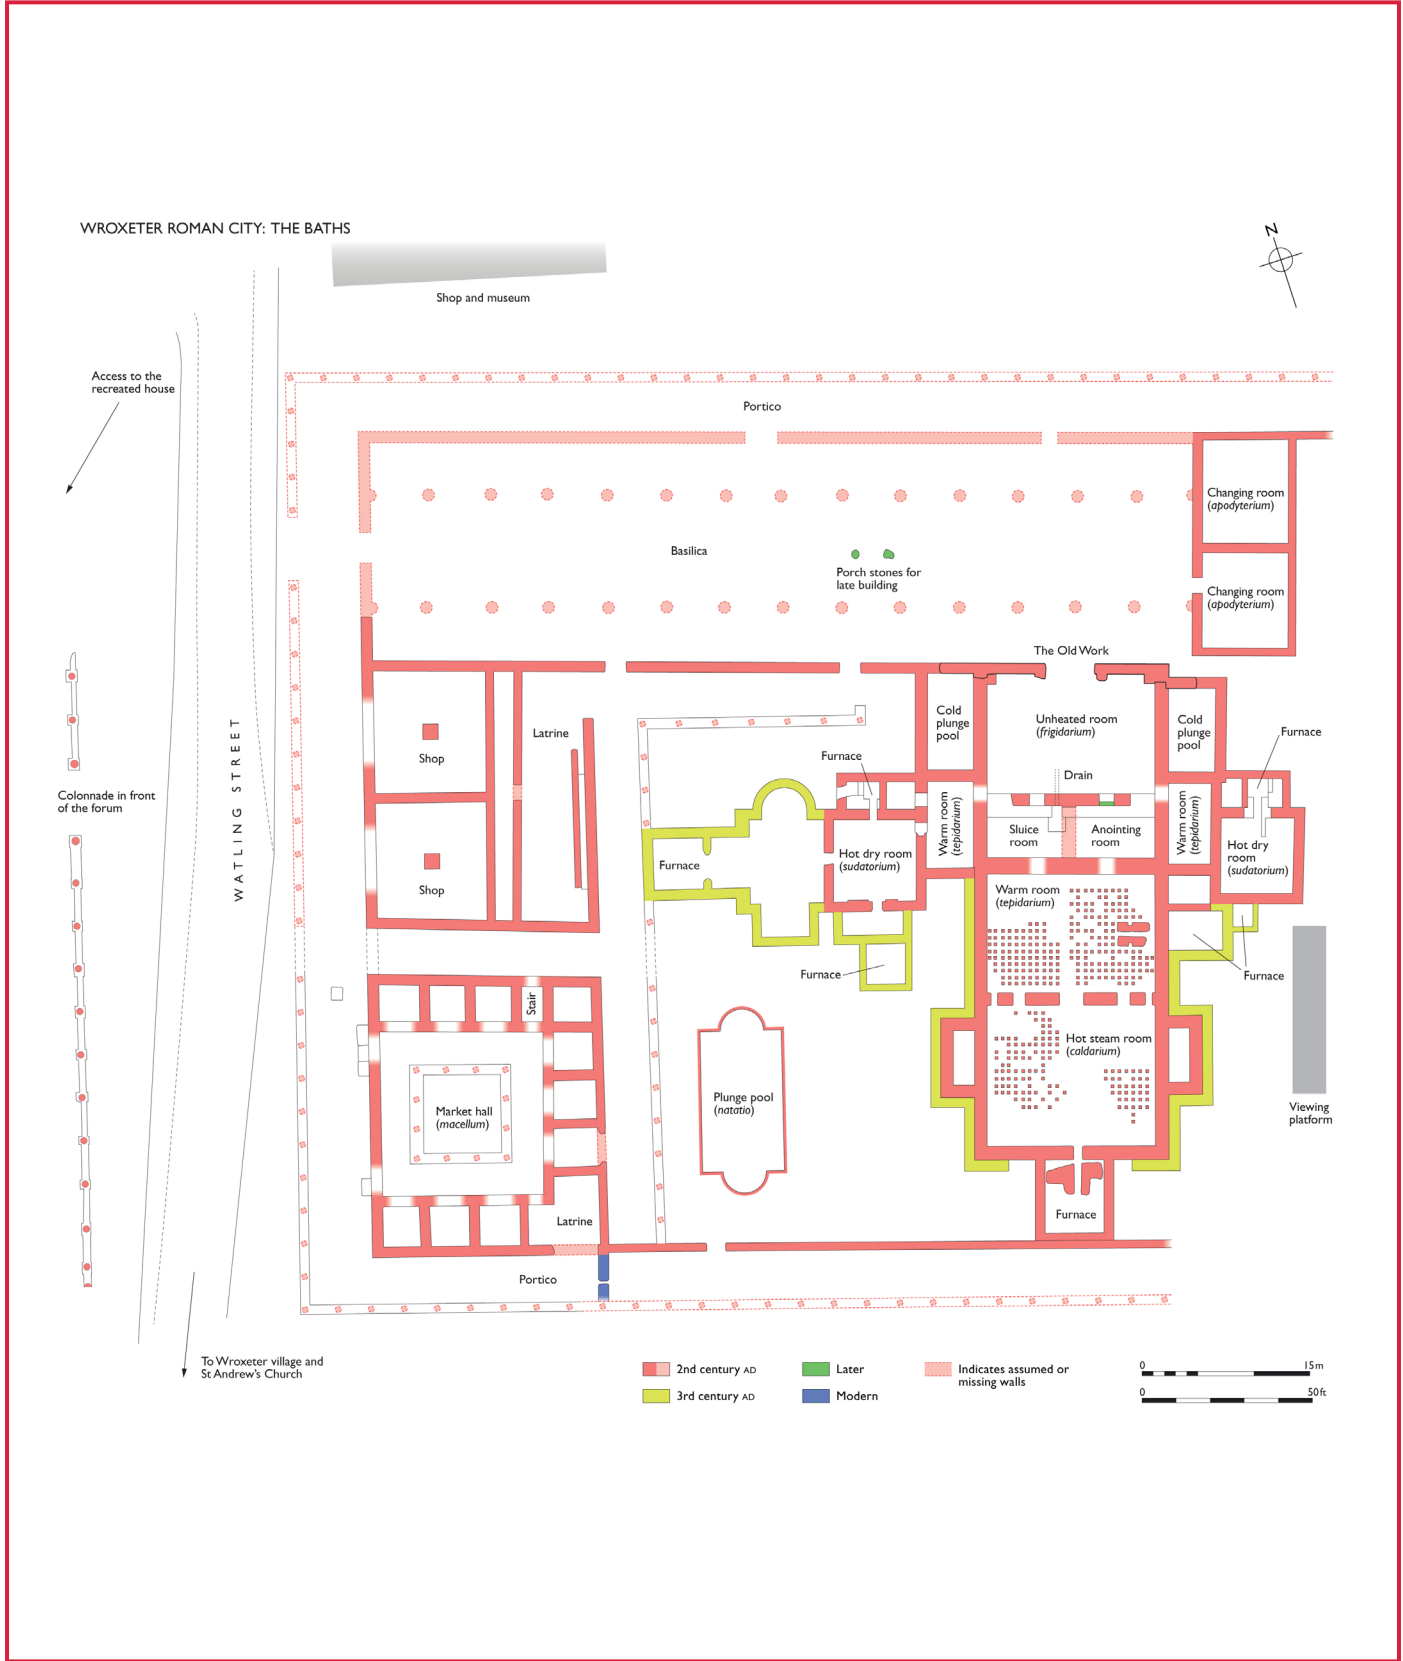 WROXETER ROMAN CITY: THE BATHS
N
Shop and museum
Access to the
recreated house
Portico
Changing room
(apodyterium)
Basilica
Porch stones for
late building
Changing room
(apodyterium)
The Old Work
WATLING STREET
Colonnade in front
of the forum
Shop
Latrine
Shop
Cold
plunge
pool
Unheated room
(frigidarium)
Cold
plunge
pool
Furnace
Furnace
Drain
Warm room
(tepidarium)
Sluice
room
Anointing
room
Warm room
(tepidarium)
Hot dry
room
(sudatorium)
Furnace
Hot dry room
(sudatorium)
Warm room
(tepidarium)
Furnace
Furnace
Stair
Hot steam room
(caldarium)
Market hall
(macellum)
Plunge pool
(natatio)
Viewing
platform
Latrine
Furnace
Portico
To Wroxeter village and
St Andrew's Church
2nd century AD
3rd century AD
Later
Modern
Indicates assumed or
missing walls
0 15m
0 50ft